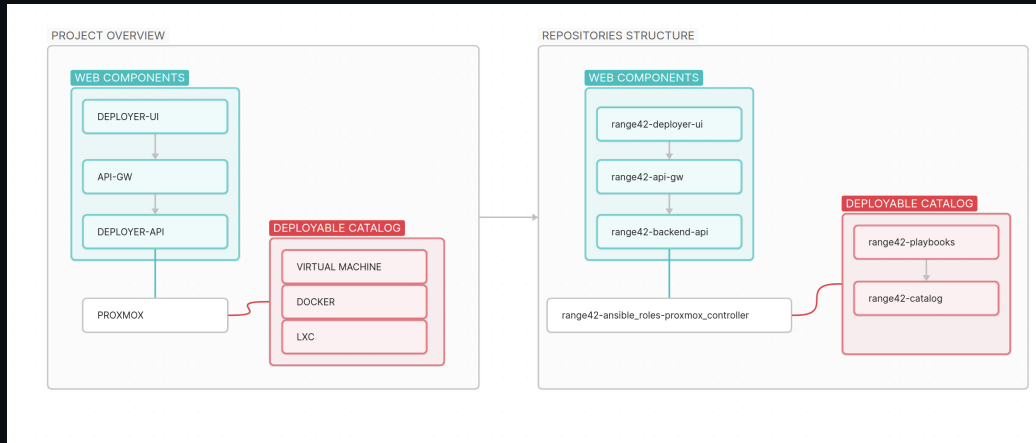 PROJECT OVERVIEW
WEB COMPONENTS
DEPLOYER-UI
API-GW
DEPLOYER-API
PROXMOX
DEPLOYABLE CATALOG
VIRTUAL MACHINE
DOCKER
LXC
REPOSITORIES STRUCTURE
WEB COMPONENTS
range42-deployer-ui
range42-api-gw
range42-backend-api
range42-ansible_roles-proxmox_controller
DEPLOYABLE CATALOG
range42-playbooks
range42-catalog